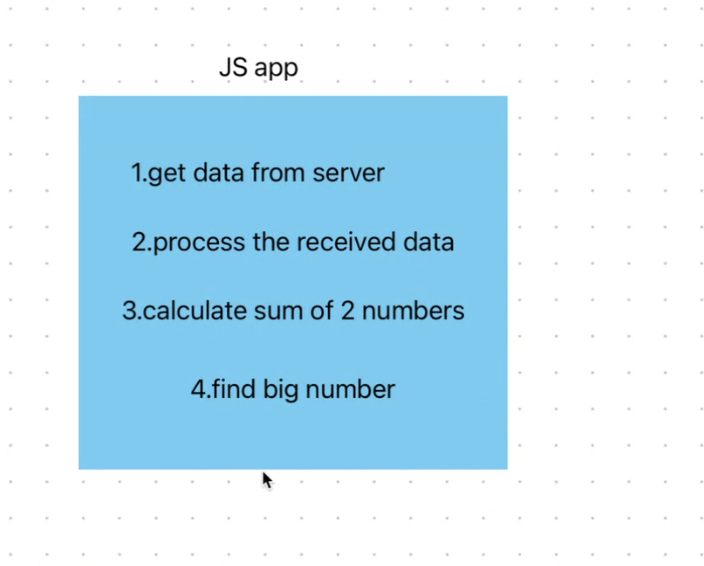 JS app
1.get data from server
2.process the received data
3.calculate sum of 2 numbers
4.find big number